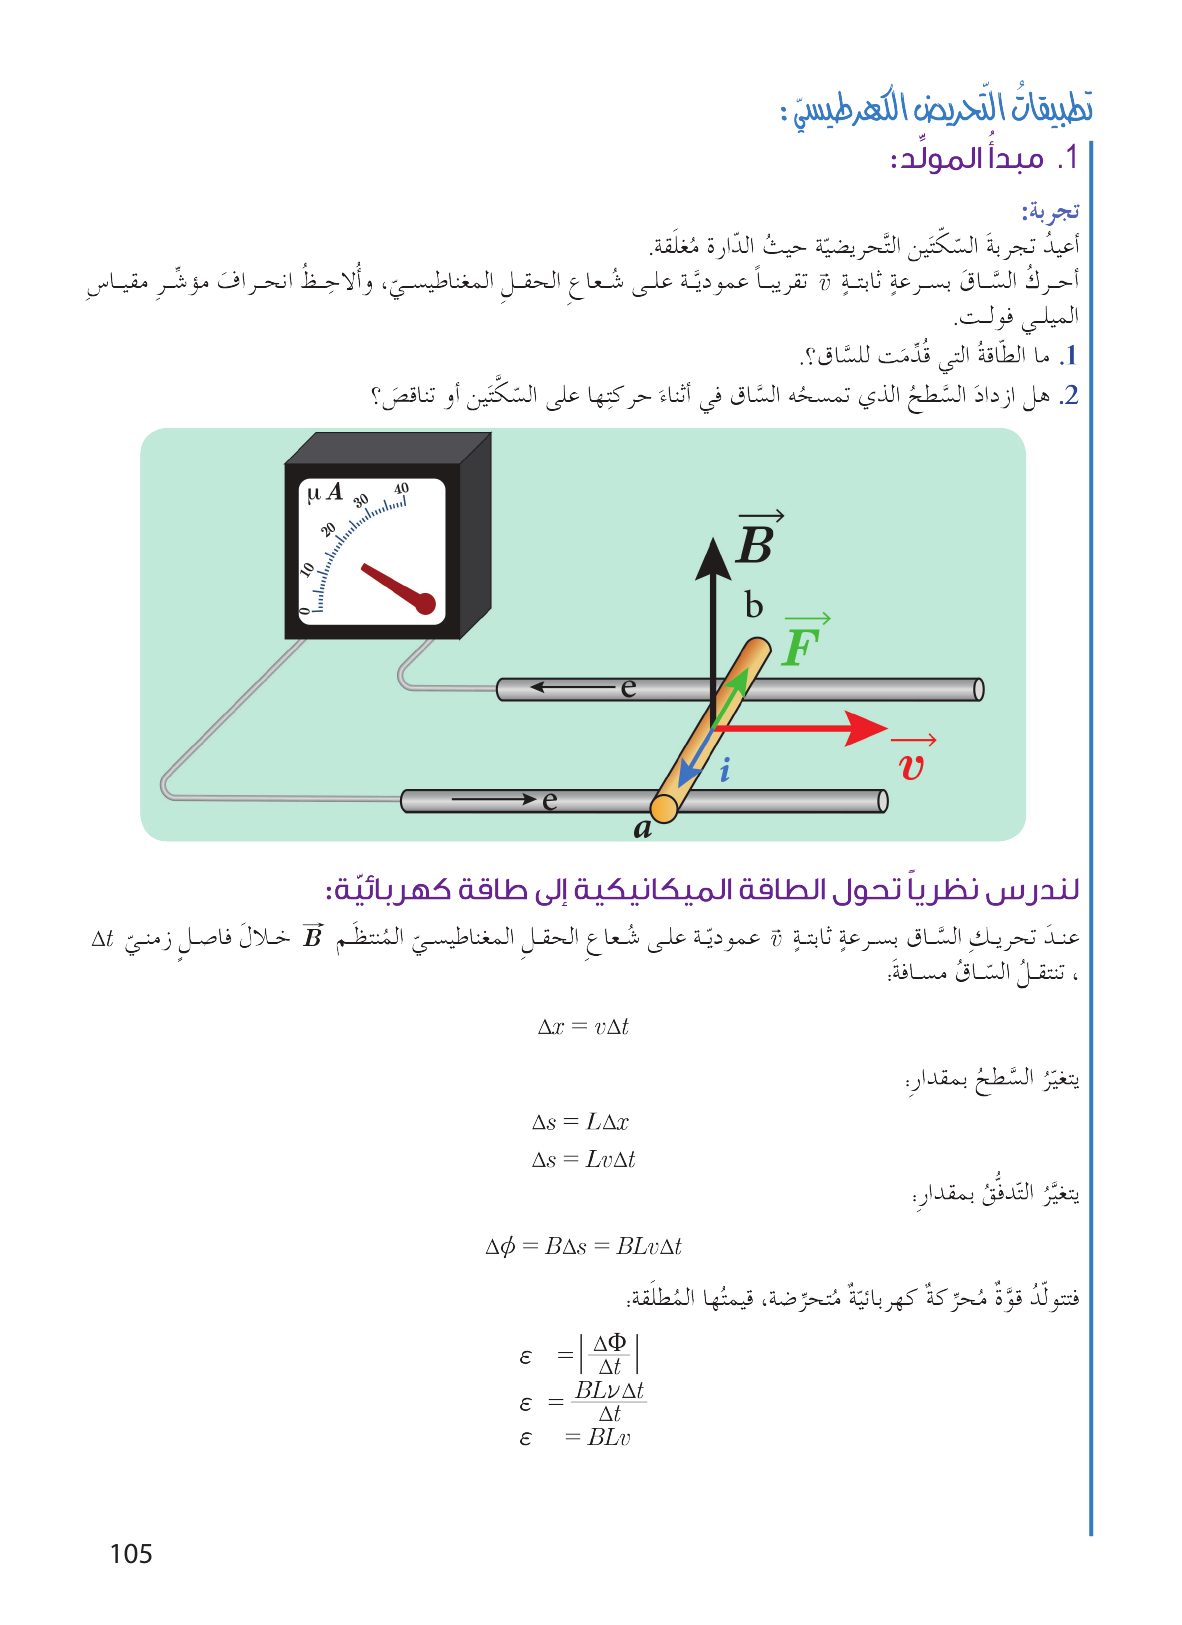 تطبيقاتُ التّحريض الكهرطيسيّ:
1. مبدأُ المولِّد:
تجربة:
أعيدُ تجربةَ السّكّتَين التَّحريضيّة حيثُ الدّارة مُغلَقة.
أحركُ السَّاقَ بسرعةٍ ثابتةٍ v⃗ تقريباً عموديَّة على شُعاعِ الحقلِ المغناطيسيّ، وأُلاحِظُ انحرافَ مؤشِّرِ مقياسِ
الميلي فولت.
1. ما الطّاقةُ التي قُدِّمَت للسَّاق؟.
2. هل ازدادَ السَّطحُ الذي تمسحُه السَّاق في أثناءَ حركتِها على السّكَّتَين أو تناقصَ؟
μ A
0 10 20 30 40
B⃗
b
F⃗
e
v⃗
i
e
a
لندرس نظرياً تحول الطاقة الميكانيكية إلى طاقة كهربائيّة:
عندَ تحريكِ السَّاق بسرعةٍ ثابتةٍ v⃗ عموديّة على شُعاعِ الحقلِ المغناطيسيّ المُنتظَم B⃗ خلالَ فاصلٍ زمنيّ Δt
، تنتقلُ السّاقُ مسافةَ:
Δx = vΔt
يتغيّرُ السَّطحُ بمقدارِ:
Δs = LΔx
Δs = LvΔt
يتغيَّرُ التّدفُّقُ بمقدارِ:
Δϕ = BΔs = BLvΔt
فتتولّدُ قوَّةٌ مُحرّكةٌ كهربائيّةٌ مُتحرّضة، قيمتُها المُطلَقة:
ε = |ΔΦ/Δt|
ε = BLνΔt/Δt
ε = BLv
105